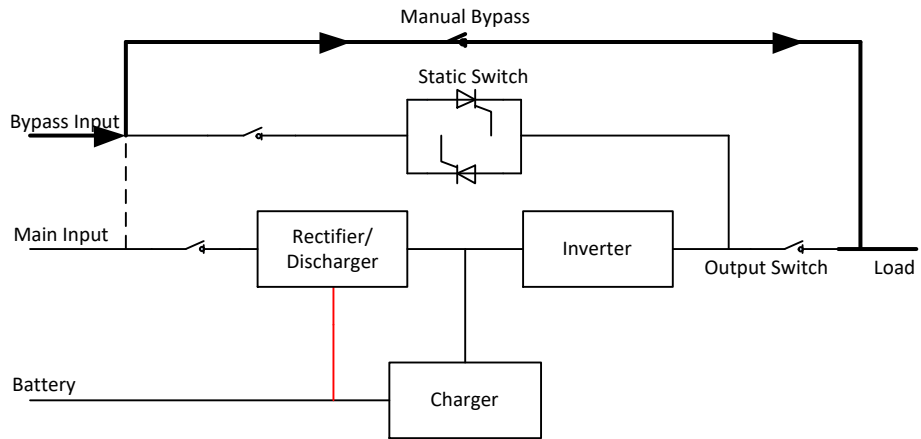 Manual Bypass
Static Switch
Bypass Input
Main Input
Rectifier/
Discharger
Inverter
Output Switch
Load
Battery
Charger